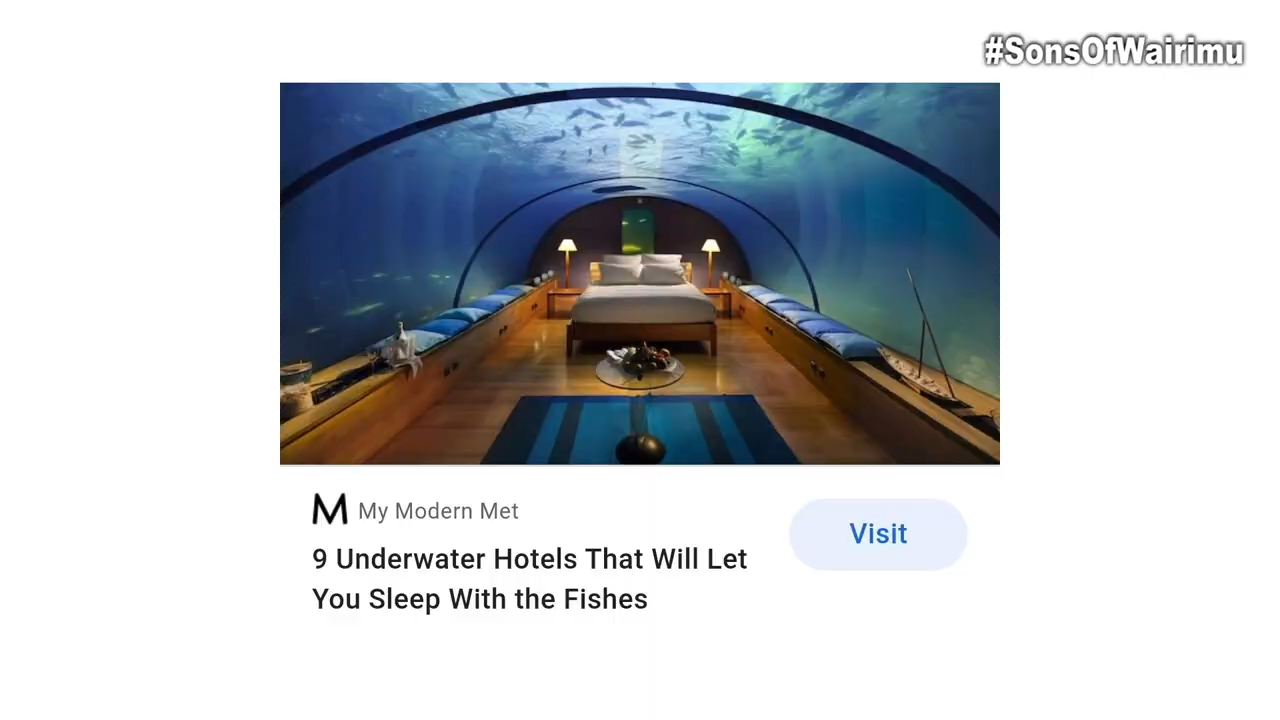 #SonsOfWairimu
M My Modern Met
Visit
9 Underwater Hotels That Will Let
You Sleep With the Fishes